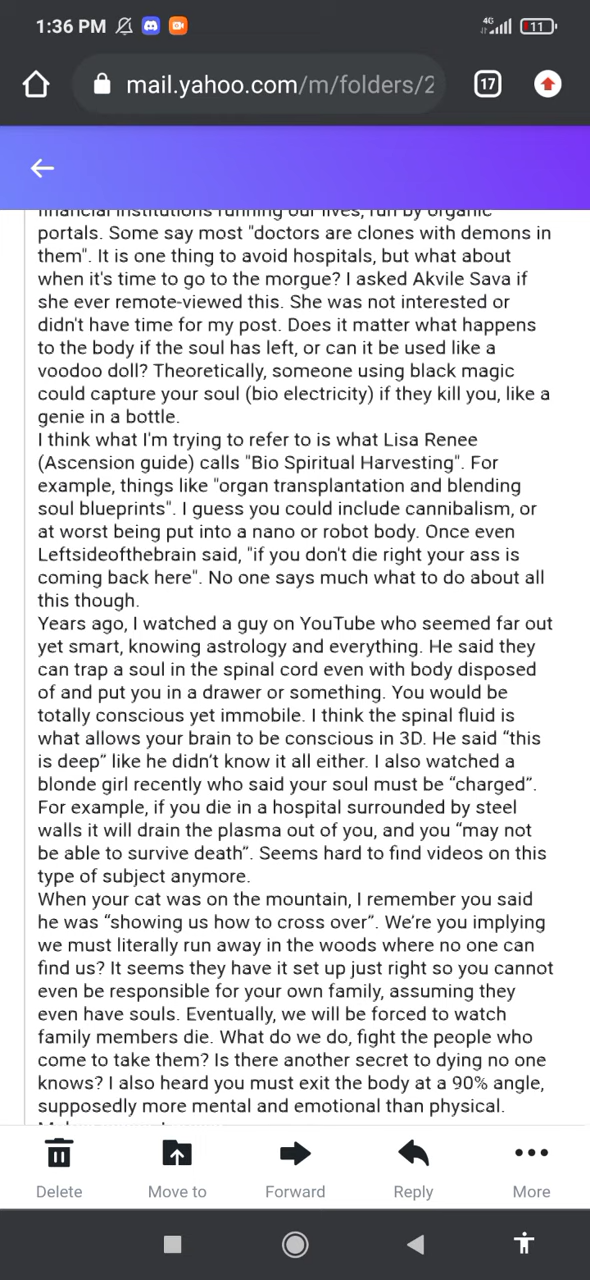 1:36 PM
4G
11
mail.yahoo.com/m/folders/2
17
financial institutions running our lives, run by organic
portals. Some say most "doctors are clones with demons in
them". It is one thing to avoid hospitals, but what about
when it's time to go to the morgue? I asked Akvile Sava if
she ever remote-viewed this. She was not interested or
didn't have time for my post. Does it matter what happens
to the body if the soul has left, or can it be used like a
voodoo doll? Theoretically, someone using black magic
could capture your soul (bio electricity) if they kill you, like a
genie in a bottle.
I think what I'm trying to refer to is what Lisa Renee
(Ascension guide) calls "Bio Spiritual Harvesting". For
example, things like "organ transplantation and blending
soul blueprints". I guess you could include cannibalism, or
at worst being put into a nano or robot body. Once even
Leftsideofthebrain said, "if you don't die right your ass is
coming back here". No one says much what to do about all
this though.
Years ago, I watched a guy on YouTube who seemed far out
yet smart, knowing astrology and everything. He said they
can trap a soul in the spinal cord even with body disposed
of and put you in a drawer or something. You would be
totally conscious yet immobile. I think the spinal fluid is
what allows your brain to be conscious in 3D. He said “this
is deep” like he didn’t know it all either. I also watched a
blonde girl recently who said your soul must be “charged”.
For example, if you die in a hospital surrounded by steel
walls it will drain the plasma out of you, and you “may not
be able to survive death”. Seems hard to find videos on this
type of subject anymore.
When your cat was on the mountain, I remember you said
he was “showing us how to cross over”. We’re you implying
we must literally run away in the woods where no one can
find us? It seems they have it set up just right so you cannot
even be responsible for your own family, assuming they
even have souls. Eventually, we will be forced to watch
family members die. What do we do, fight the people who
come to take them? Is there another secret to dying no one
knows? I also heard you must exit the body at a 90% angle,
supposedly more mental and emotional than physical.
Delete
Move to
Forward
Reply
More